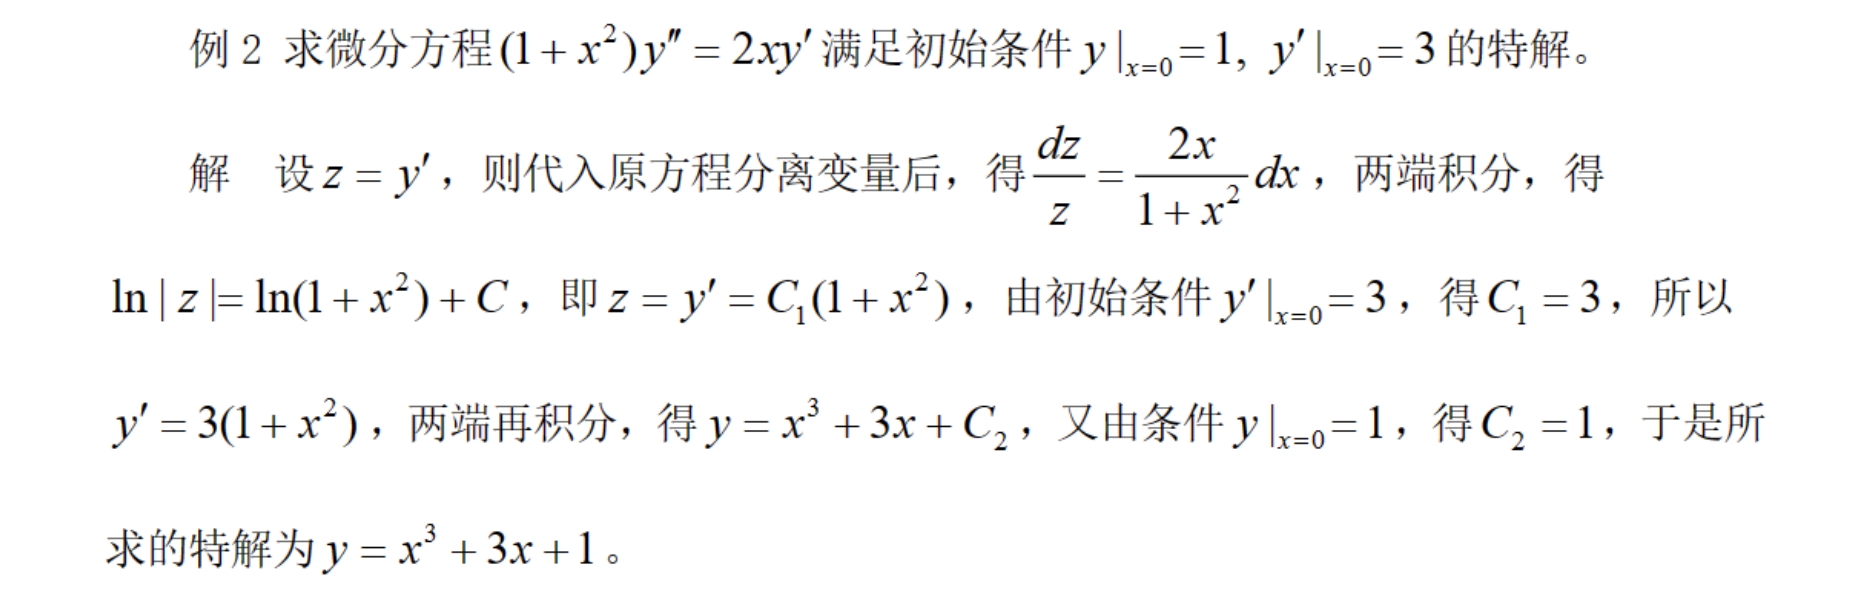 例 2 求微分方程(1 + x²)y″ = 2xy′满足初始条件 y|ₓ₌₀= 1, y′|ₓ₌₀= 3 的特解。
解 设 z = y′，则代入原方程分离变量后，得 dz/z = 2x/(1 + x²) dx，两端积分，得
ln | z |= ln(1 + x²) + C，即 z = y′ = C₁(1 + x²)，由初始条件 y′|ₓ₌₀= 3，得 C₁ = 3，所以
y′ = 3(1 + x²)，两端再积分，得 y = x³ + 3x + C₂，又由条件 y|ₓ₌₀= 1，得 C₂ = 1，于是所
求的特解为 y = x³ + 3x + 1。